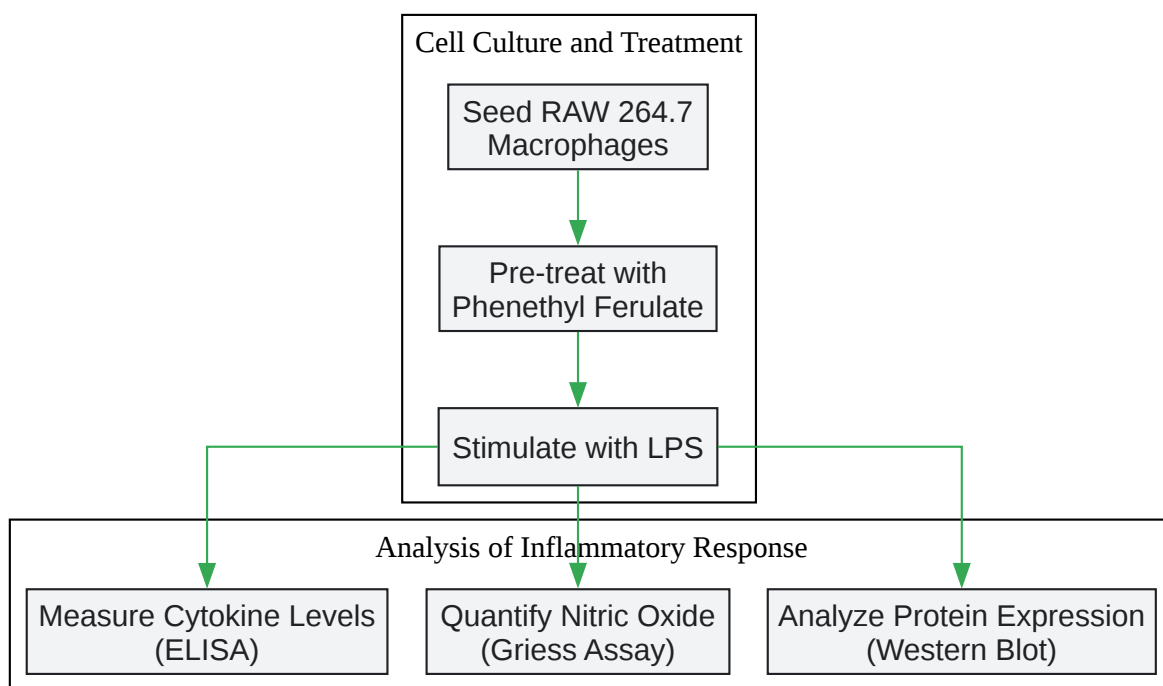 Cell Culture and Treatment
Seed RAW 264.7
Macrophages
Pre-treat with
Phenethyl Ferulate
Stimulate with LPS
Analysis of Inflammatory Response
Measure Cytokine Levels
(ELISA)
Quantify Nitric Oxide
(Griess Assay)
Analyze Protein Expression
(Western Blot)